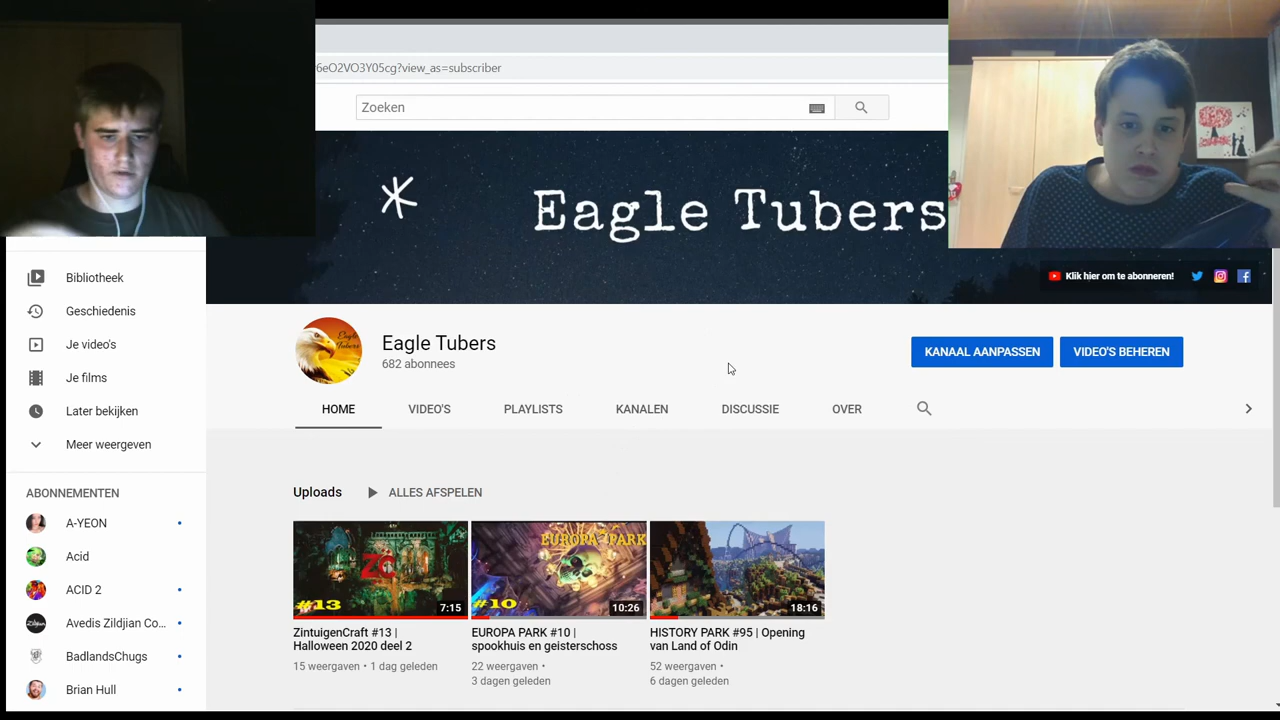 6eO2VO3Y05cg?view_as=subscriber
Zoeken
Eagle Tubers
Klik hier om te abonneren!
Eagle Tubers
682 abonnees
KANAAL AANPASSEN
VIDEO'S BEHEREN
HOME
VIDEO'S
PLAYLISTS
KANALEN
DISCUSSIE
OVER
Bibliotheek
Geschiedenis
Je video's
Je films
Later bekijken
Meer weergeven
ABONNEMENTEN
A-YEON
Acid
ACID 2
Avedis Zildjian Co...
BadlandsChugs
Brian Hull
Uploads
ALLES AFSPELEN
ZC
#13
7:15
ZintuigenCraft #13 |
Halloween 2020 deel 2
15 weergaven • 1 dag geleden
EUROPA PARK
#10
10:26
EUROPA PARK #10 |
spookhuis en geisterschoss
22 weergaven •
3 dagen geleden
18:16
HISTORY PARK #95 | Opening
van Land of Odin
52 weergaven •
6 dagen geleden